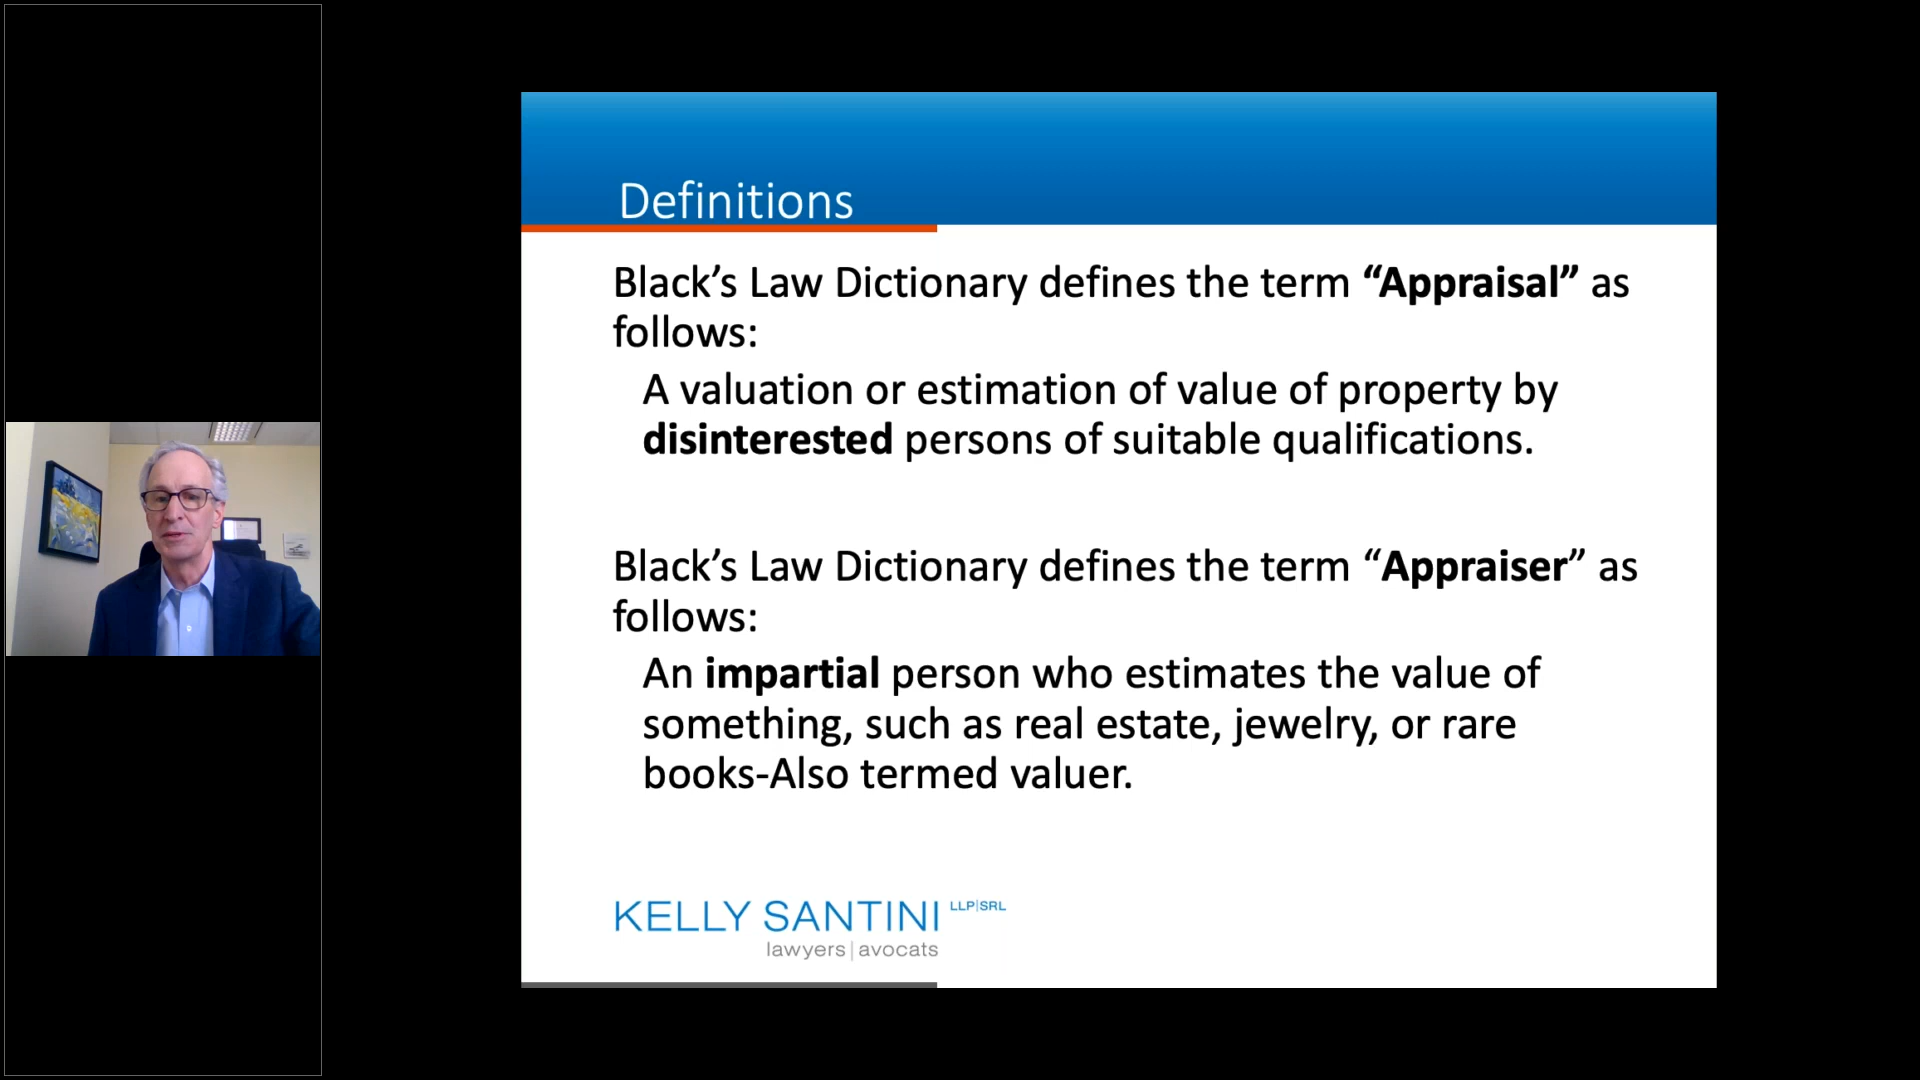 Definitions
Black’s Law Dictionary defines the term “Appraisal” as
follows:
A valuation or estimation of value of property by
disinterested persons of suitable qualifications.
Black’s Law Dictionary defines the term “Appraiser” as
follows:
An impartial person who estimates the value of
something, such as real estate, jewelry, or rare
books-Also termed valuer.
KELLY SANTINI LLP|SRL
lawyers|avocats